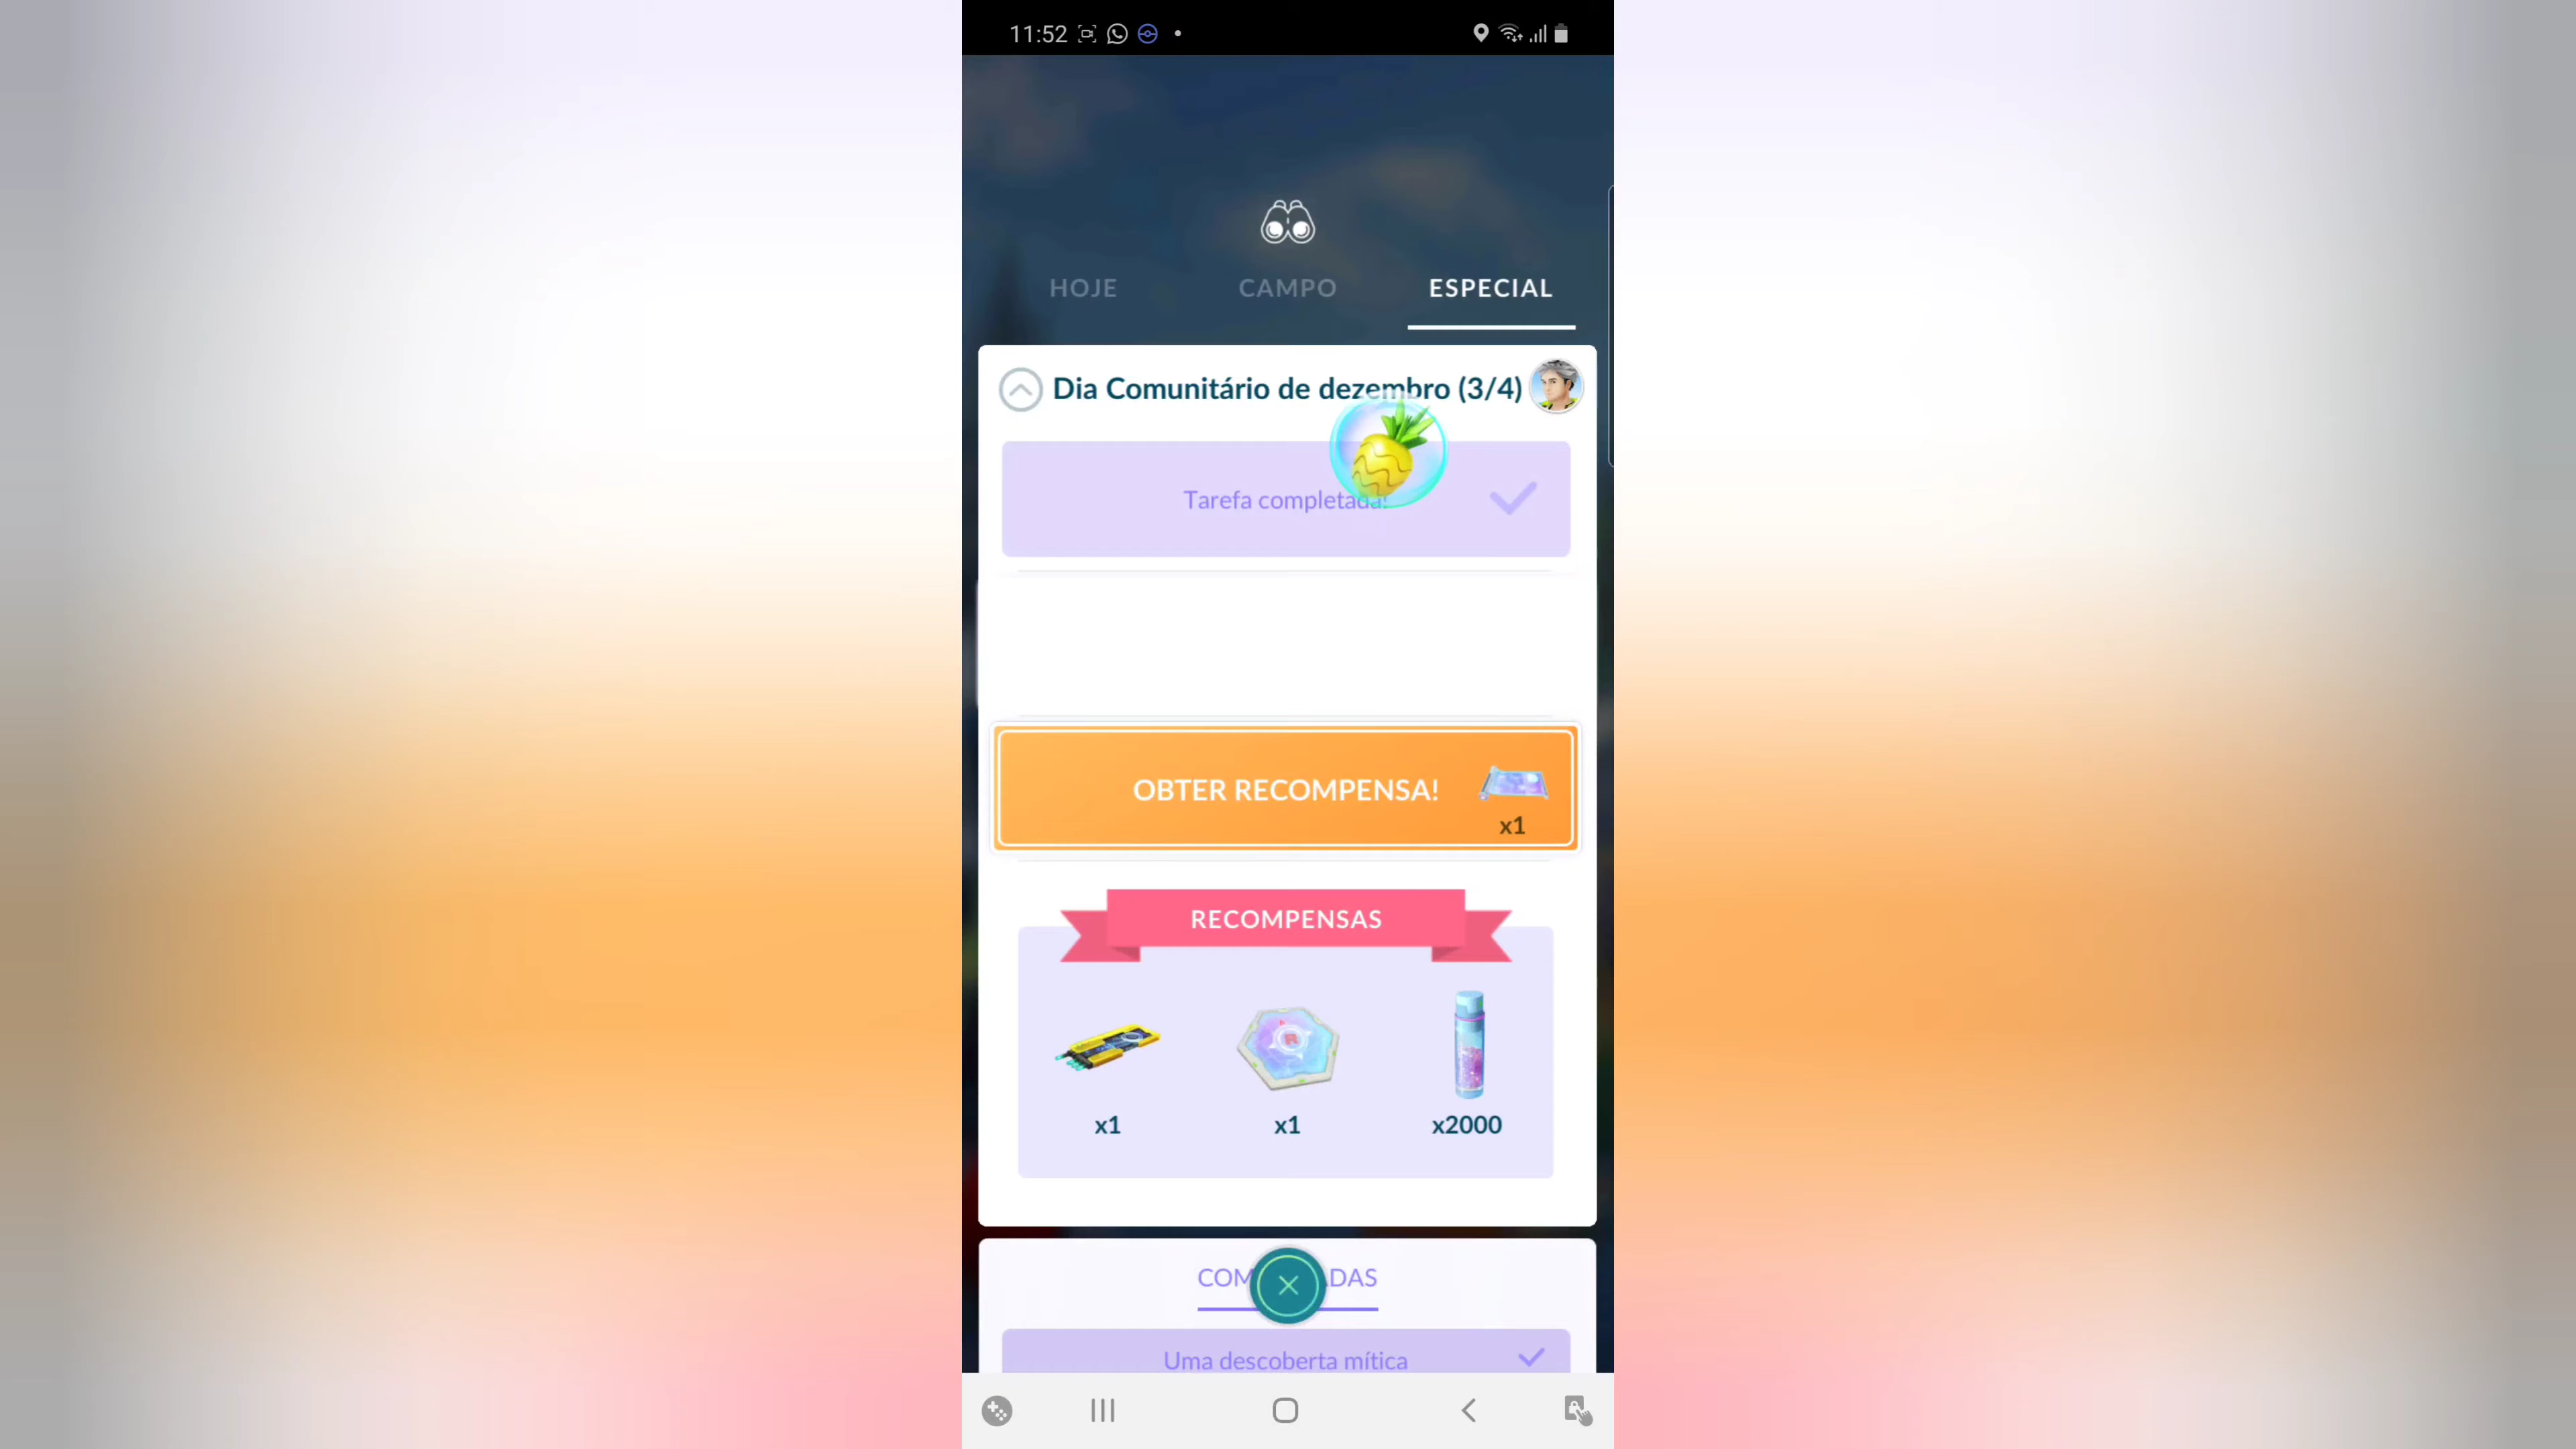 11:52
HOJE
CAMPO
ESPECIAL
Dia Comunitário de dezembro (3/4)
Tarefa completada!
OBTER RECOMPENSA!
x1
RECOMPENSAS
x1
x1
x2000
COM DAS
Uma descoberta mítica